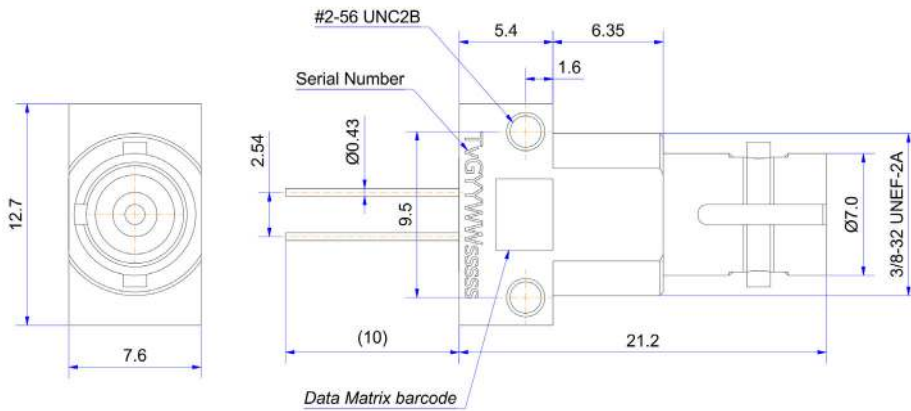 #2-56 UNC2B
5.4
6.35
1.6
Serial Number
12.7
2.54
Ø0.43
9.5
TvGYYWWsssss
Ø7.0
3/8-32 UNEF-2A
7.6
(10)
21.2
Data Matrix barcode